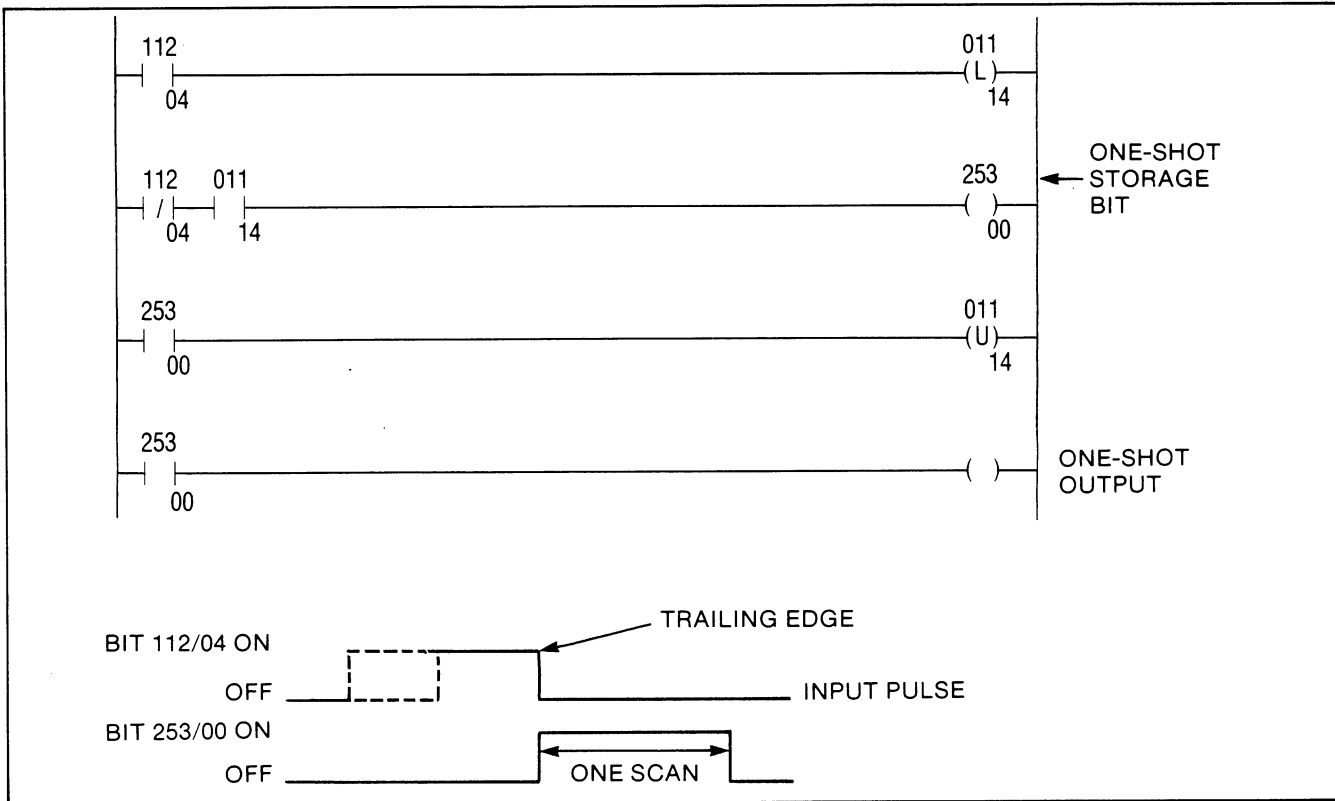 112
04
011
(L)
14
112
04
011
14
253
00
ONE-SHOT
STORAGE
BIT
253
00
011
(U)
14
253
00
ONE-SHOT
OUTPUT
BIT 112/04 ON
OFF
TRAILING EDGE
INPUT PULSE
BIT 253/00 ON
OFF
ONE SCAN